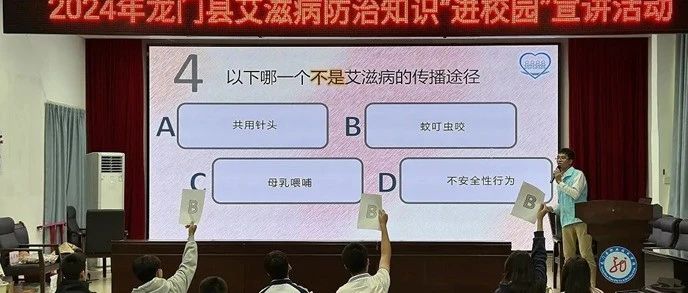 2024年龙门县艾滋病防治知识“进校园”宣讲活动
4 以下哪一个不是艾滋病的传播途径
A 共用针头
B 蚊叮虫咬
C 母乳喂哺
D 不安全性行为
B
B
B